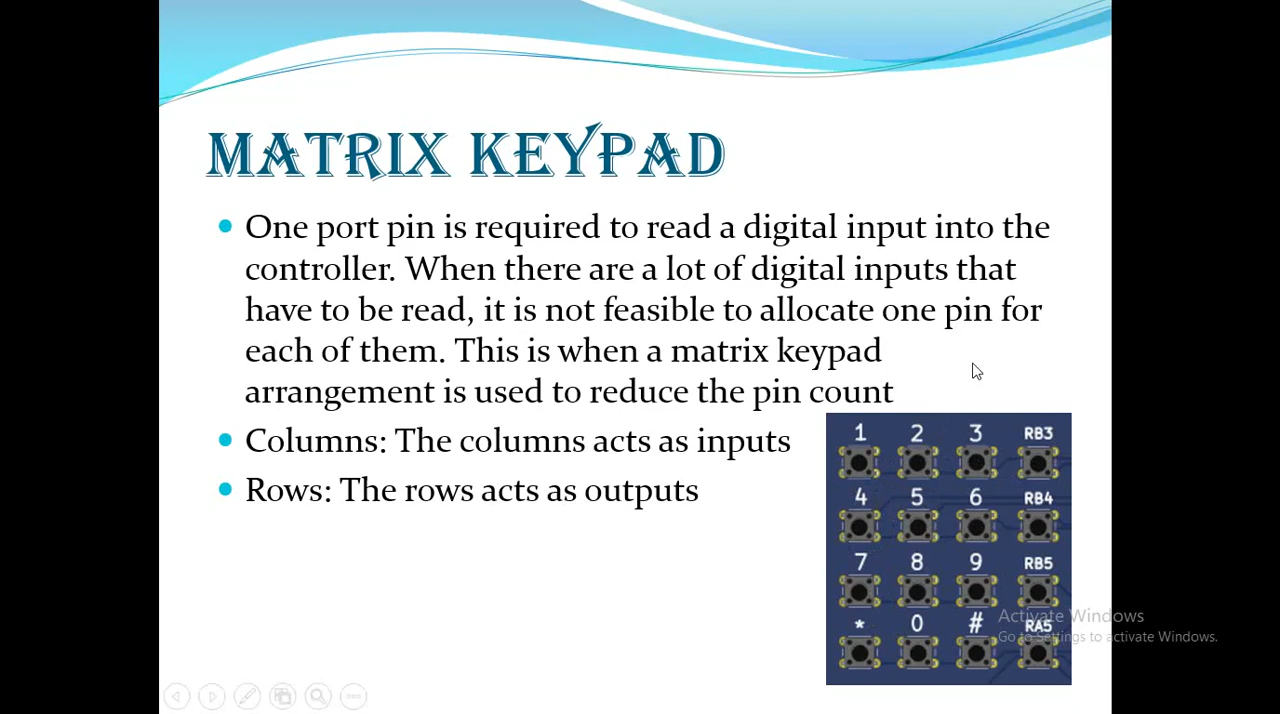 MATRIX KEYPAD
One port pin is required to read a digital input into the
controller. When there are a lot of digital inputs that
have to be read, it is not feasible to allocate one pin for
each of them. This is when a matrix keypad
arrangement is used to reduce the pin count
Columns: The columns acts as inputs
Rows: The rows acts as outputs
1 2 3 RB3
4 5 6 RB4
7 8 9 RB5
* 0 # RA5
Activate Windows
Go to Settings to activate Windows.